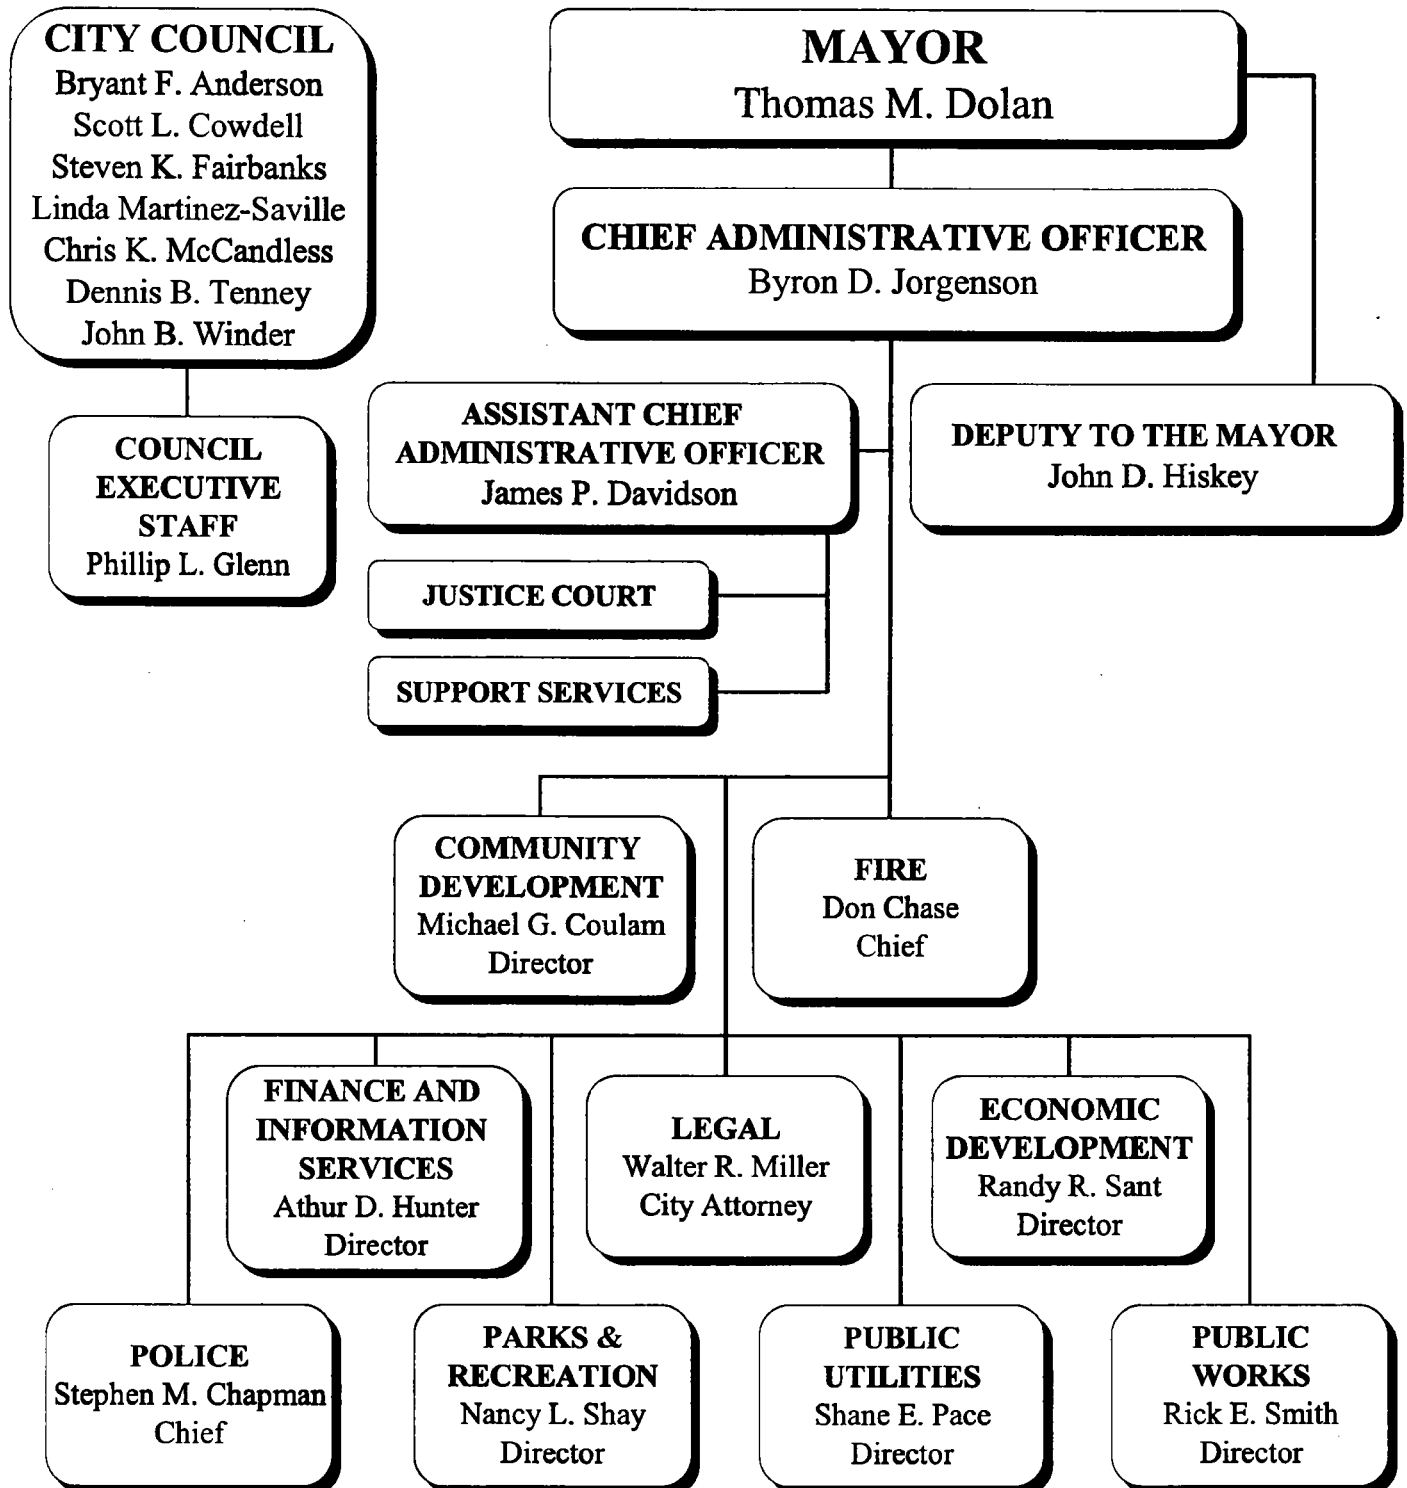 CITY COUNCIL
Bryant F. Anderson
Scott L. Cowdell
Steven K. Fairbanks
Linda Martinez-Saville
Chris K. McCandless
Dennis B. Tenney
John B. Winder
MAYOR
Thomas M. Dolan
CHIEF ADMINISTRATIVE OFFICER
Byron D. Jorgenson
COUNCIL
EXECUTIVE
STAFF
Phillip L. Glenn
ASSISTANT CHIEF
ADMINISTRATIVE OFFICER
James P. Davidson
DEPUTY TO THE MAYOR
John D. Hiskey
JUSTICE COURT
SUPPORT SERVICES
COMMUNITY
DEVELOPMENT
Michael G. Coulam
Director
FIRE
Don Chase
Chief
FINANCE AND
INFORMATION
SERVICES
Athur D. Hunter
Director
LEGAL
Walter R. Miller
City Attorney
ECONOMIC
DEVELOPMENT
Randy R. Sant
Director
POLICE
Stephen M. Chapman
Chief
PARKS &
RECREATION
Nancy L. Shay
Director
PUBLIC
UTILITIES
Shane E. Pace
Director
PUBLIC
WORKS
Rick E. Smith
Director